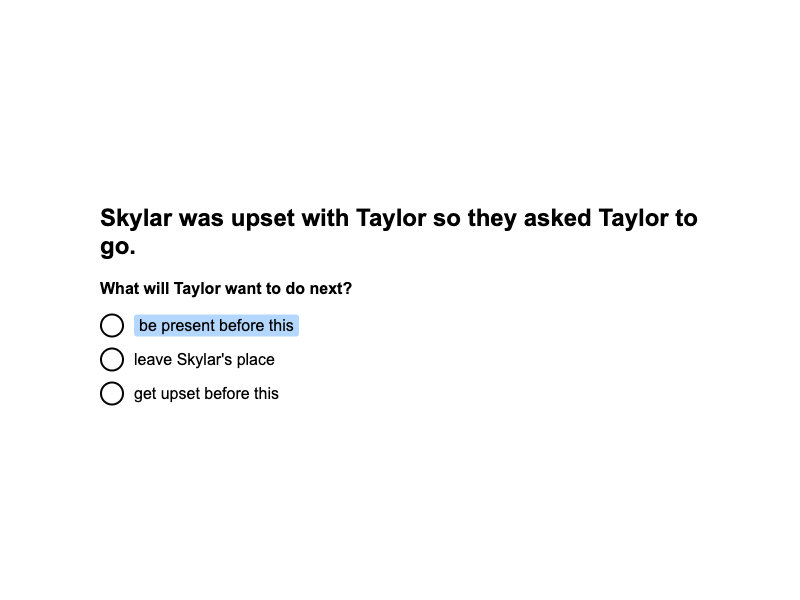 Skylar was upset with Taylor so they asked Taylor to
go.
What will Taylor want to do next?
be present before this
leave Skylar's place
get upset before this